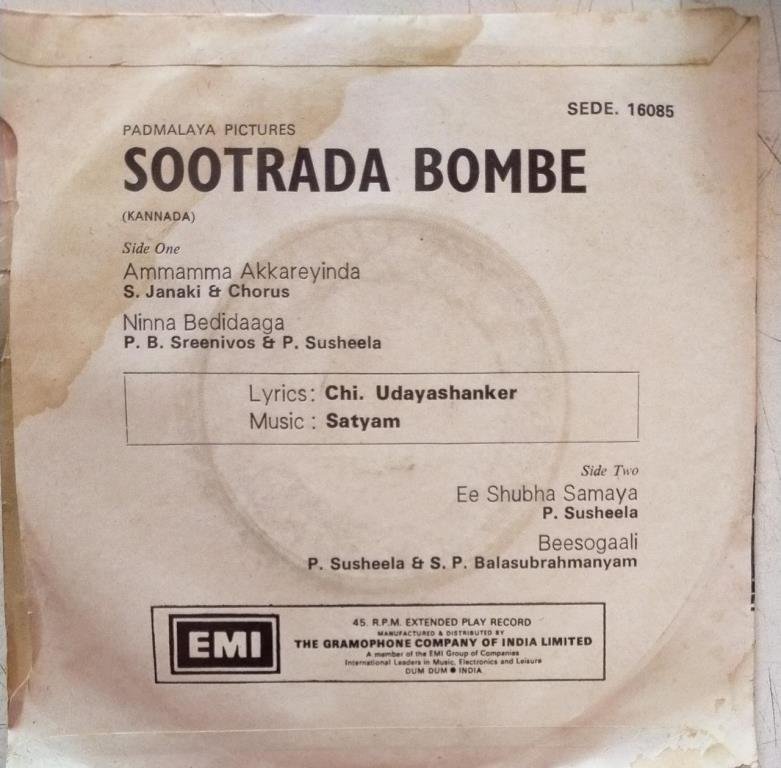 SEDE. 16085
PADMALAYA PICTURES
SOOTRADA BOMBE
(KANNADA)
Side One
Ammamma Akkareyinda
S. Janaki & Chorus
Ninna Bedidaaga
P. B. Sreenivos & P. Susheela
Lyrics: Chi. Udayashanker
Music : Satyam
Side Two
Ee Shubha Samaya
P. Susheela
Beesogaali
P. Susheela & S. P. Balasubrahmanyam
EMI
45. R.P.M. EXTENDED PLAY RECORD
MANUFACTURED & DISTRIBUTED BY
THE GRAMOPHONE COMPANY OF INDIA LIMITED
A member of the EMI Group of Companies
International Leaders in Music, Electronics and Leisure
DUM DUM ● INDIA